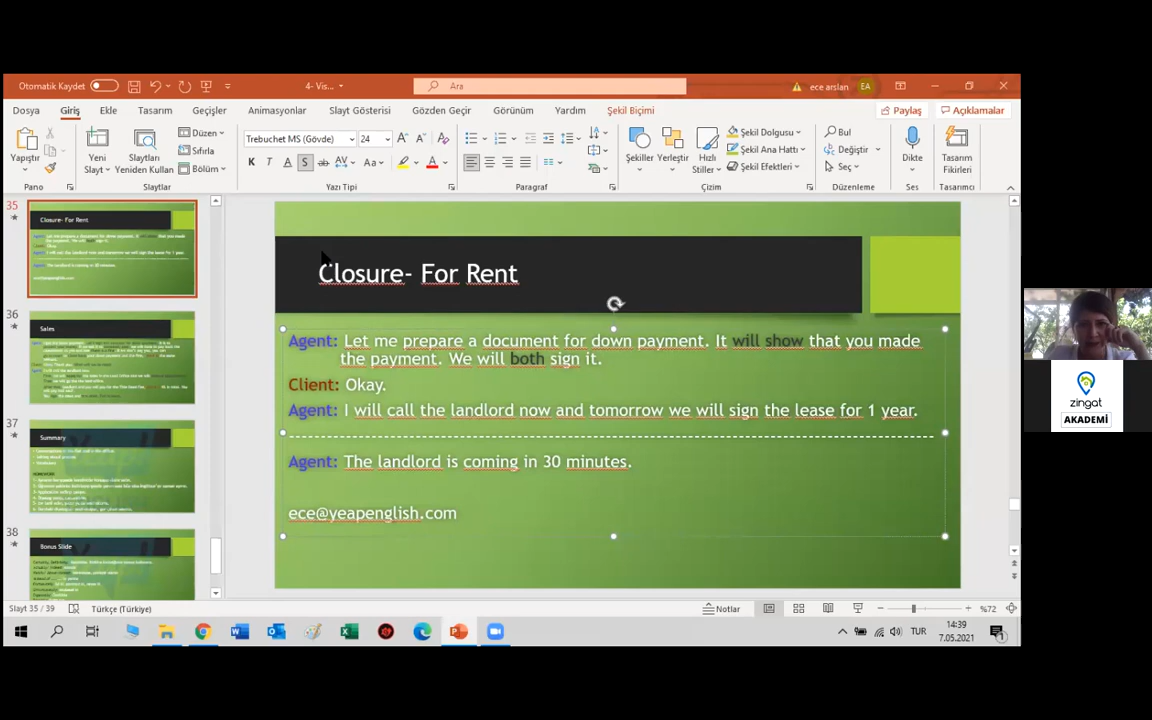 Otomatik Kaydet
4- Vis...
Ara
ece arslan
EA
Dosya Giriş Ekle Tasarım Geçişler Animasyonlar Slayt Gösterisi Gözden Geçir Görünüm Yardım Şekil Biçimi
Paylaş
Açıklamalar
Yapıştır
Yeni Slayt
Slaytları Yeniden Kullan
Düzen
Sıfırla
Bölüm
Trebuchet MS (Gövde)
24
K T A S ab AV Aa A
Şekiller
Yerleştir
Hızlı Stiller
Şekil Dolgusu
Şekil Ana Hattı
Şekil Efektleri
Bul
Değiştir
Seç
Dikte
Tasarım Fikirleri
Pano
Slaytlar
Yazı Tipi
Paragraf
Çizim
Düzenleme
Ses
Tasarımcı
35
Closure- For Rent
36
Sales
37
Summary
38
Bonus Slide
Closure- For Rent
Agent: Let me prepare a document for down payment. It will show that you made
the payment. We will both sign it.
Client: Okay.
Agent: I will call the landlord now and tomorrow we will sign the lease for 1 year.
Agent: The landlord is coming in 30 minutes.
ece@yeapenglish.com
zingat
AKADEMİ
Slayt 35 / 39
Türkçe (Türkiye)
Notlar
%72
TUR
14:39
7.05.2021